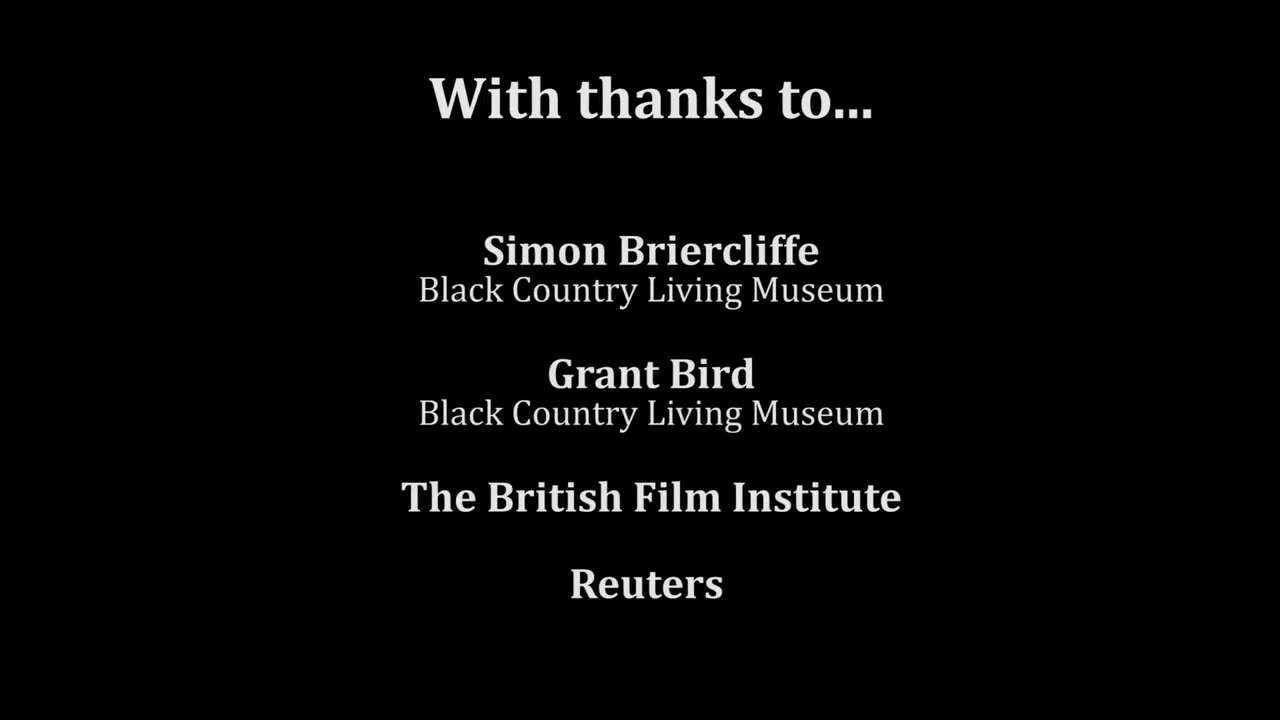 With thanks to...
Simon Briercliffe
Black Country Living Museum
Grant Bird
Black Country Living Museum
The British Film Institute
Reuters